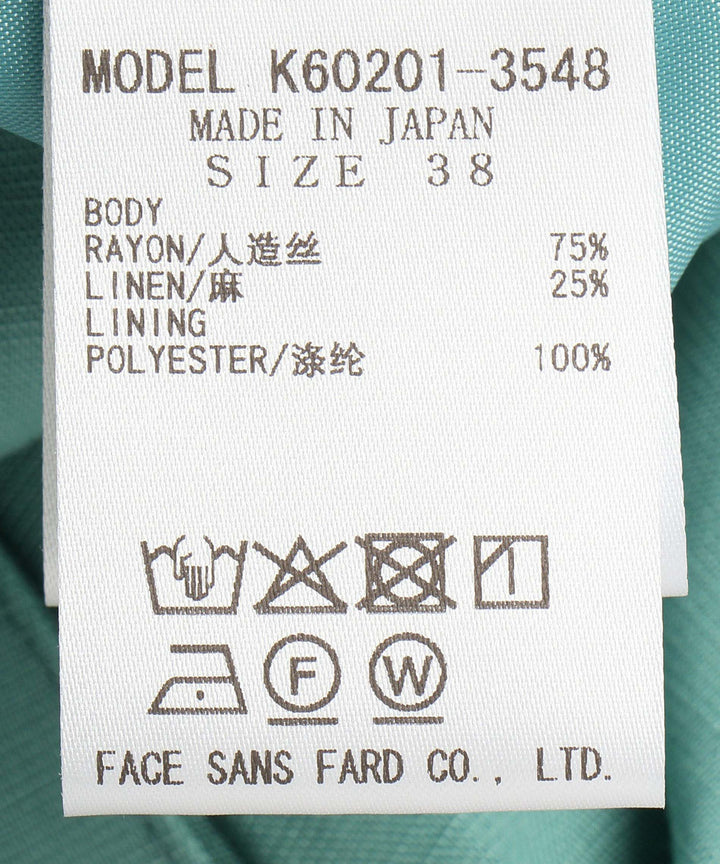 MODEL K60201-3548
MADE IN JAPAN
SIZE 38
BODY
RAYON/人造丝 75%
LINEN/麻 25%
LINING
POLYESTER/涤纶 100%
F W
FACE SANS FARD CO., LTD.